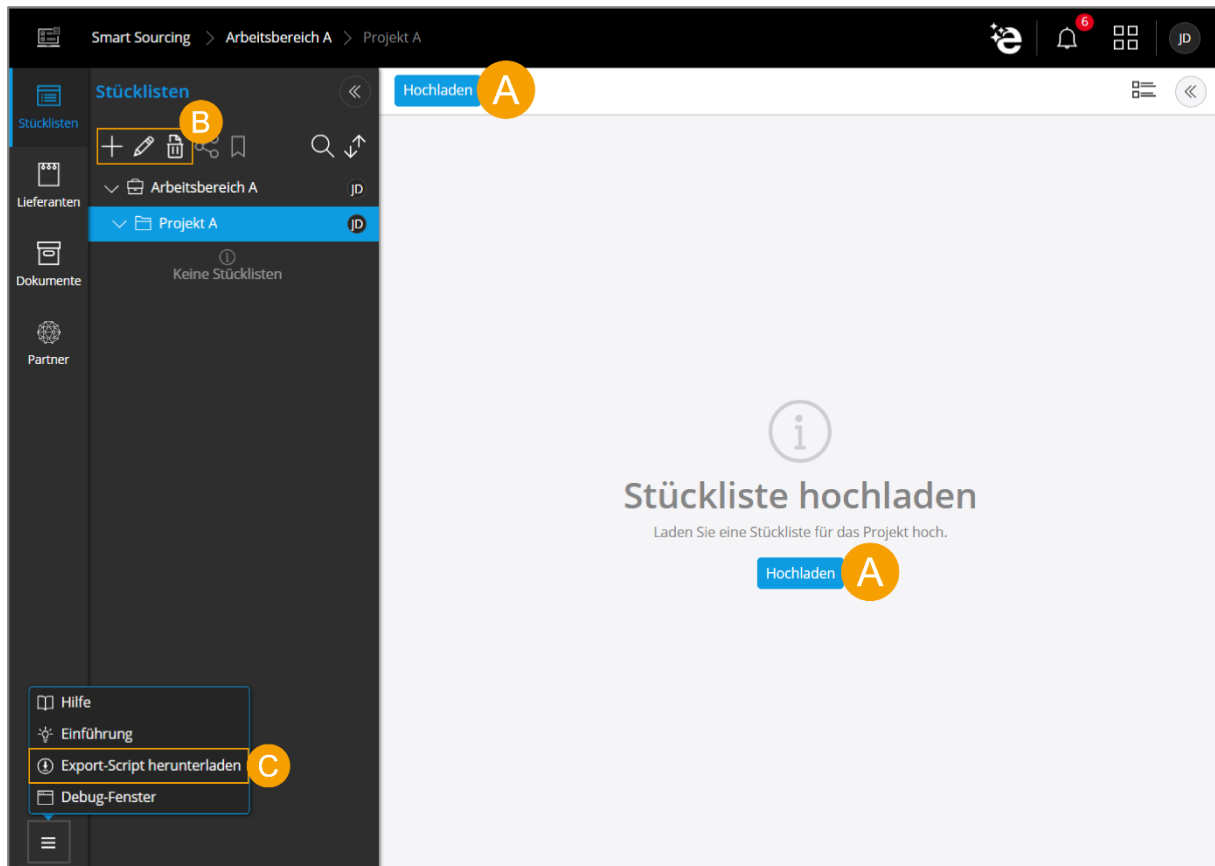 Smart Sourcing > Arbeitsbereich A > Projekt A
6
JD
Stücklisten
Lieferanten
Dokumente
Partner
Stücklisten
B
Arbeitsbereich A JD
Projekt A JD
Keine Stücklisten
Hochladen A
Stückliste hochladen
Laden Sie eine Stückliste für das Projekt hoch.
Hochladen A
Hilfe
Einführung
Export-Script herunterladen C
Debug-Fenster